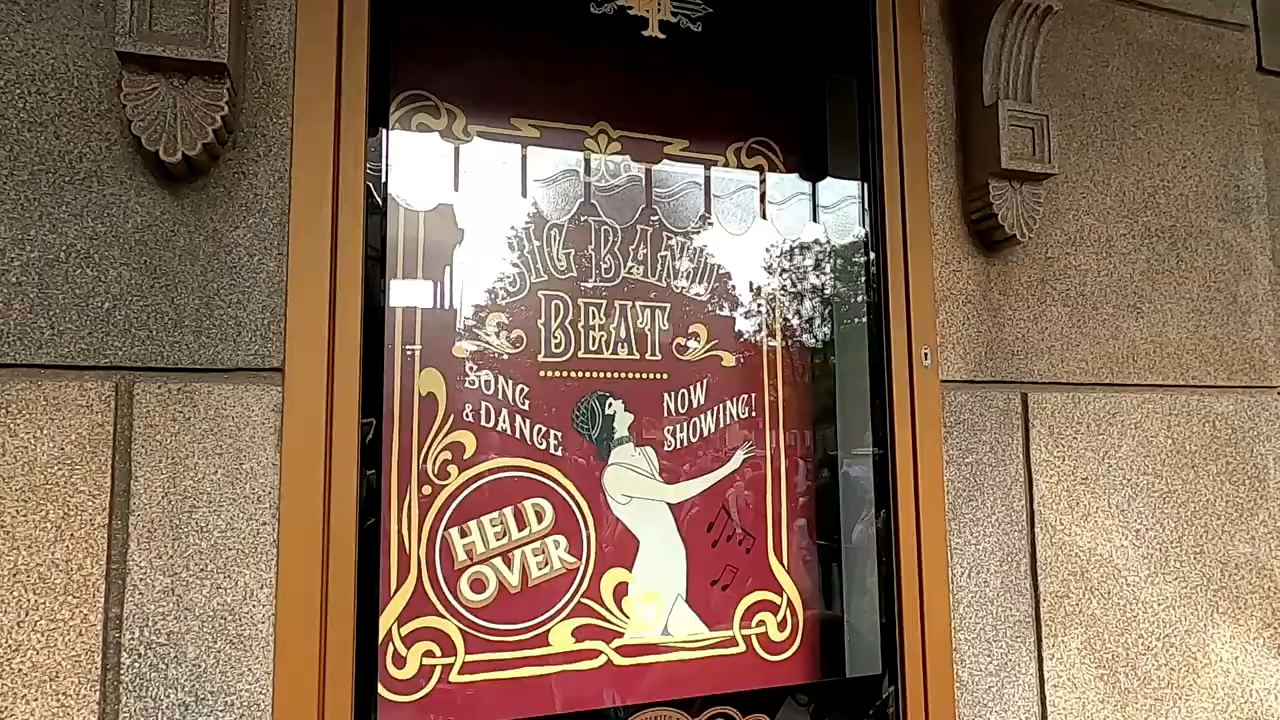 BIG BAND
BEAT
SONG
& DANCE
NOW
SHOWING!
HELD
OVER